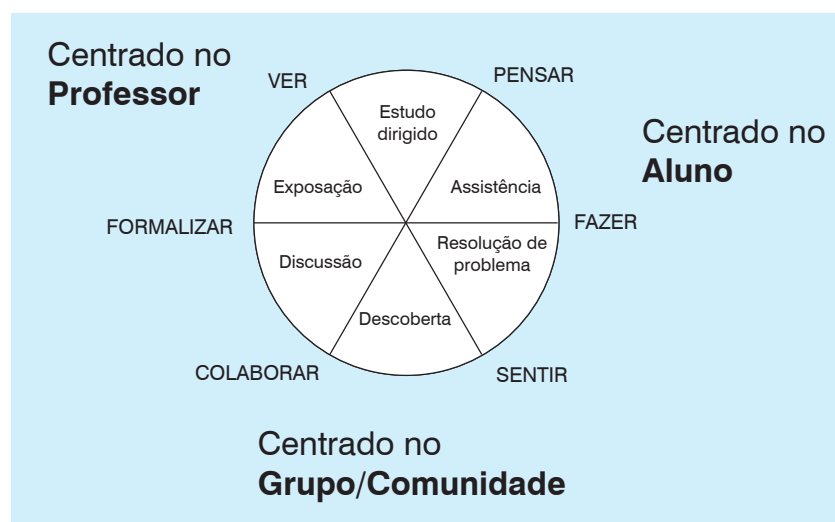 Centrado no
Professor
VER
PENSAR
Estudo
dirigido
Centrado no
Aluno
Exposação
Assistência
FORMALIZAR
FAZER
Discussão
Resolução de
problema
Descoberta
COLABORAR
SENTIR
Centrado no
Grupo/Comunidade